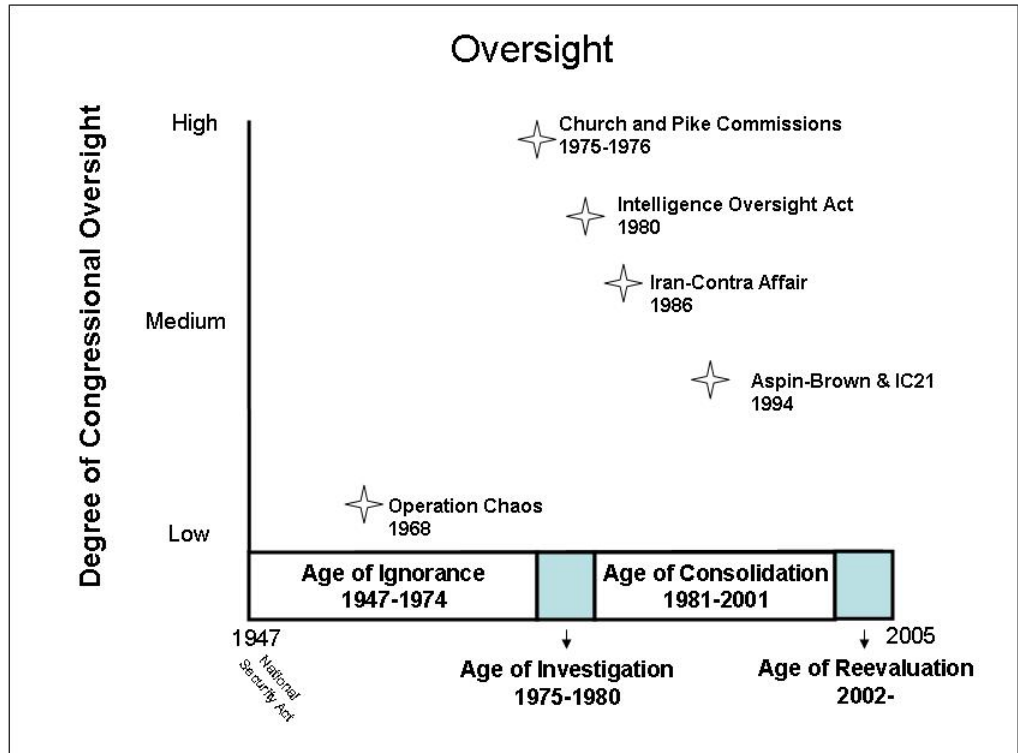 Oversight
Degree of Congressional Oversight
High
Church and Pike Commissions
1975-1976
Intelligence Oversight Act
1980
Iran-Contra Affair
1986
Medium
Aspin-Brown & IC21
1994
Operation Chaos
1968
Low
Age of Ignorance
1947-1974
Age of Consolidation
1981-2001
1947
2005
National
Security Act
Age of Investigation
1975-1980
Age of Reevaluation
2002-